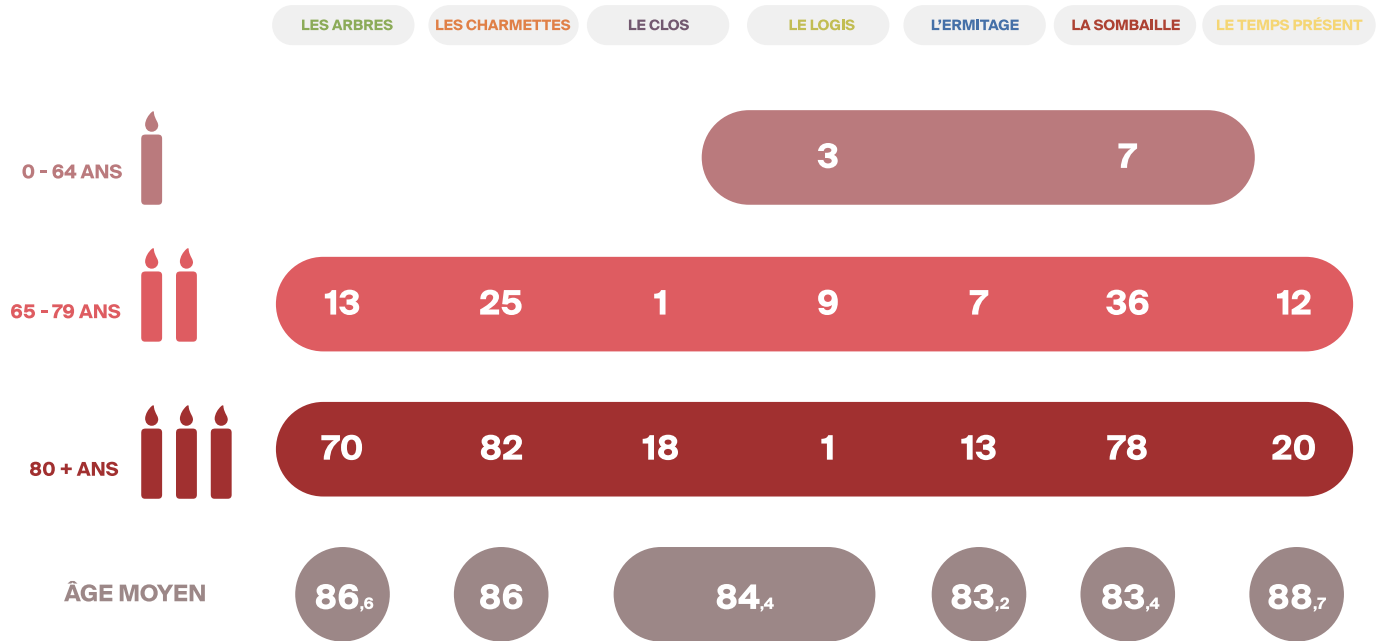 LES ARBRES LES CHARMETTES LE CLOS LE LOGIS L'ERMITAGE LA SOMBAILLE LE TEMPS PRÉSENT
0 - 64 ANS 3 7
65 - 79 ANS 13 25 1 9 7 36 12
80 + ANS 70 82 18 1 13 78 20
ÂGE MOYEN 86,6 86 84,4 83,2 83,4 88,7